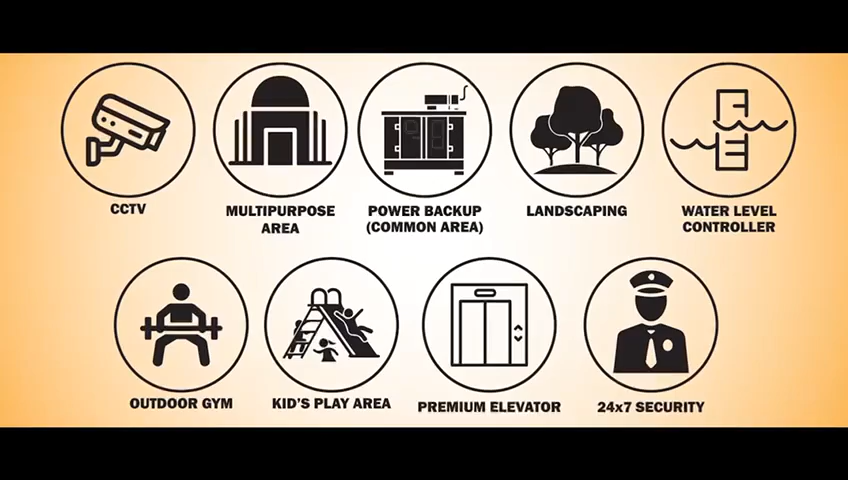 CCTV
MULTIPURPOSE
AREA
POWER BACKUP
(COMMON AREA)
LANDSCAPING
WATER LEVEL
CONTROLLER
OUTDOOR GYM
KID'S PLAY AREA
PREMIUM ELEVATOR
24x7 SECURITY